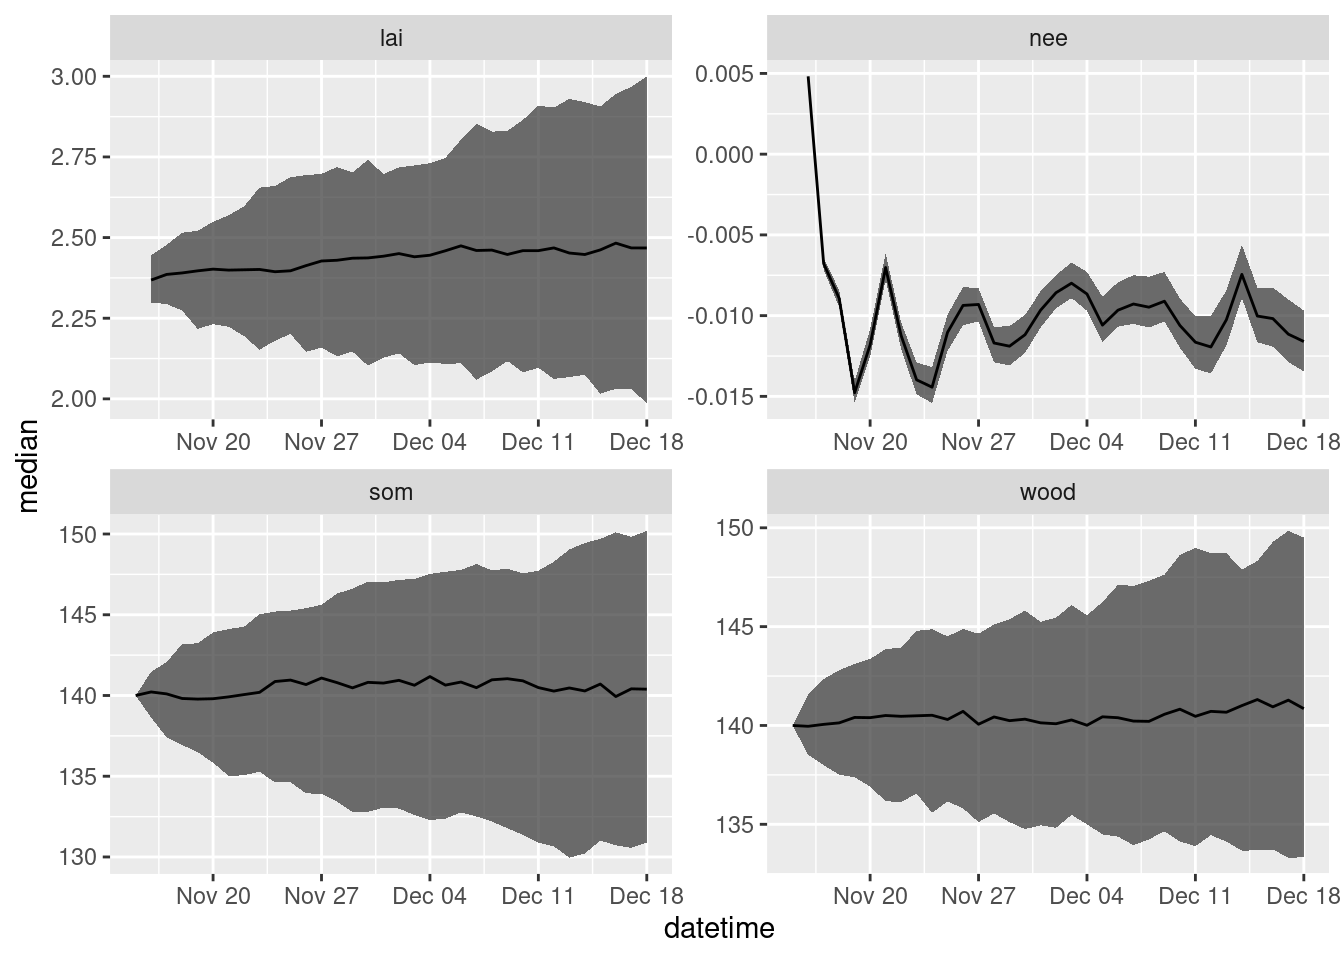 lai
nee
3.00
2.75
2.50
2.25
2.00
0.005
0.000
-0.005
-0.010
-0.015
Nov 20 Nov 27 Dec 04 Dec 11 Dec 18
Nov 20 Nov 27 Dec 04 Dec 11 Dec 18
median
som
wood
150
145
140
135
130
150
145
140
135
Nov 20 Nov 27 Dec 04 Dec 11 Dec 18
Nov 20 Nov 27 Dec 04 Dec 11 Dec 18
datetime